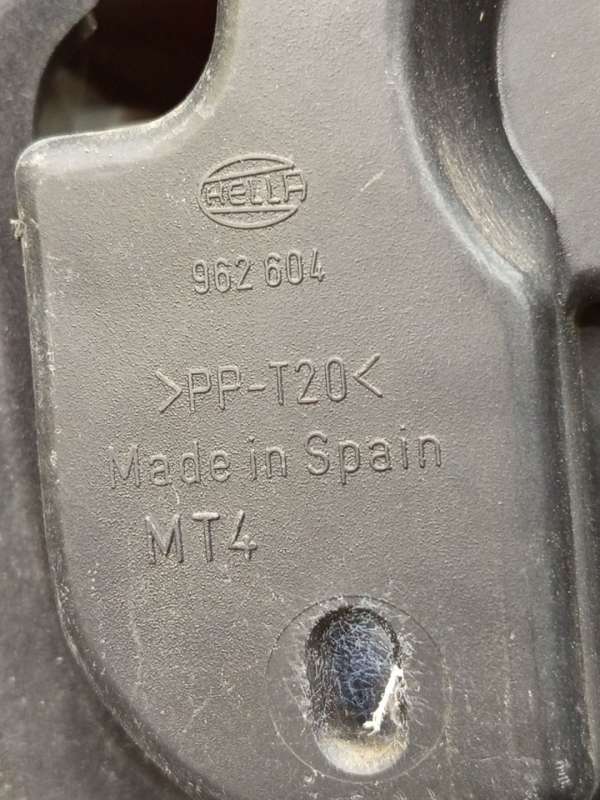 HELLA
962 604
>PP-T20<
Made in Spain
MT4